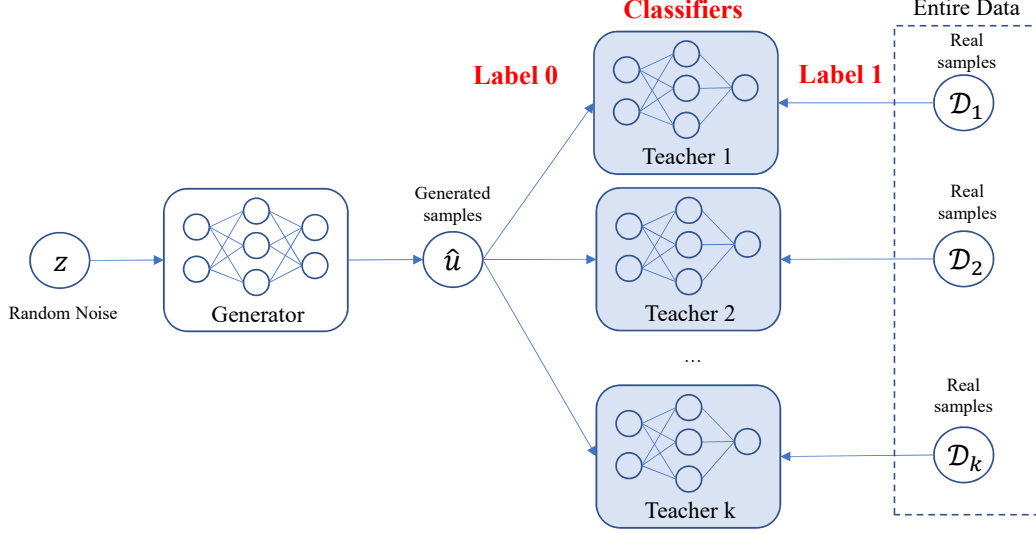 Classifiers
Entire Data
Label 0
Label 1
Real
samples
𝒟₁
Teacher 1
Generated
samples
Real
samples
z
û
𝒟₂
Random Noise
Generator
Teacher 2
...
Real
samples
𝒟ₖ
Teacher k